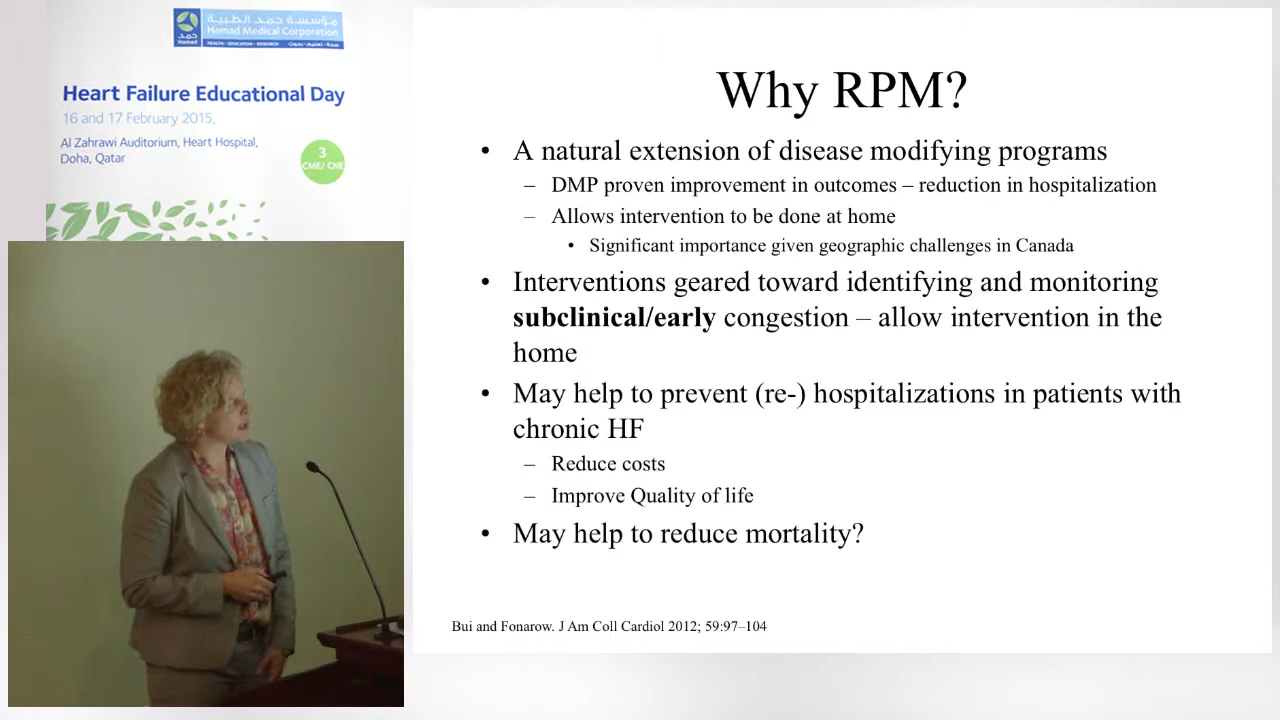 مؤسسة حمد الطبية
Hamad Medical Corporation
حمد
Hamad
HEALTH • EDUCATION • RESEARCH صحة • تعليم • بحوث
Heart Failure Educational Day
16 and 17 February 2015,
Al Zahrawi Auditorium, Heart Hospital,
Doha, Qatar
3
CME/ CNE
Why RPM?
• A natural extension of disease modifying programs
– DMP proven improvement in outcomes – reduction in hospitalization
– Allows intervention to be done at home
• Significant importance given geographic challenges in Canada
• Interventions geared toward identifying and monitoring
subclinical/early congestion – allow intervention in the
home
• May help to prevent (re-) hospitalizations in patients with
chronic HF
– Reduce costs
– Improve Quality of life
• May help to reduce mortality?
Bui and Fonarow. J Am Coll Cardiol 2012; 59:97–104